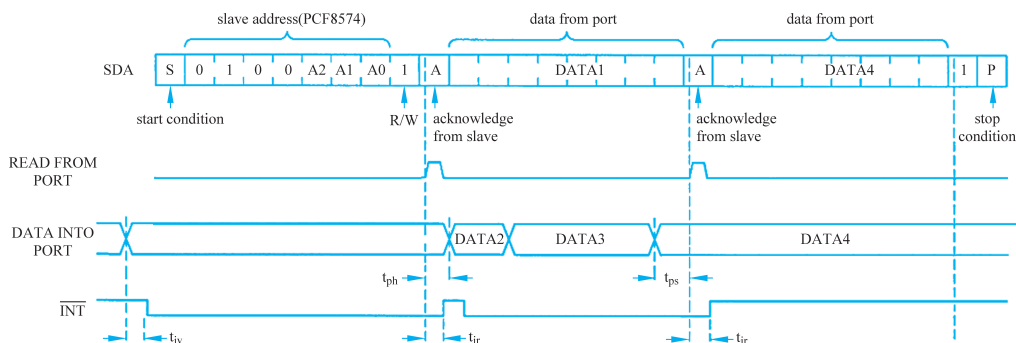 slave address(PCF8574)
data from port
data from port
SDA
S 0 1 0 0 A2 A1 A0 1 A DATA1 A DATA4 1 P
start condition
R/W
acknowledge
from slave
acknowledge
from slave
stop
condition
READ FROM
PORT
DATA INTO
PORT
DATA2 DATA3 DATA4
tph
tps
INT
tiv
tir
tir